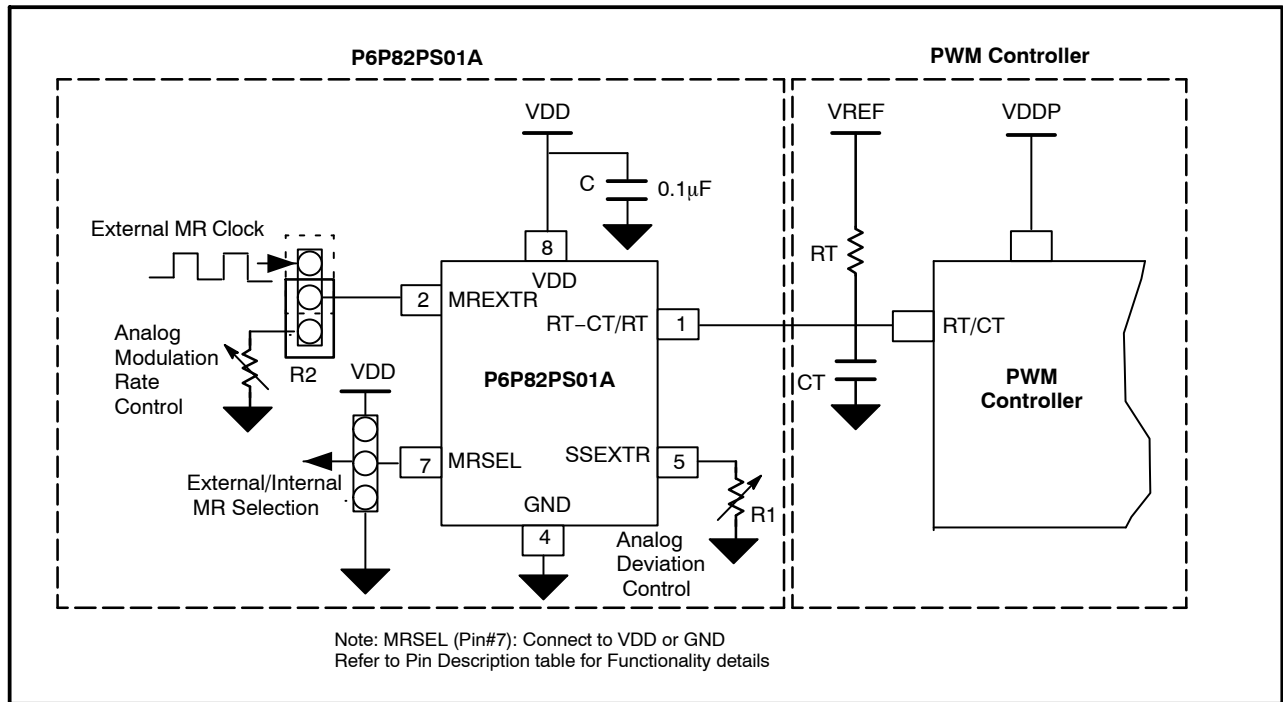 P6P82PS01A
PWM Controller
VDD
VREF
VDDP
C
0.1μF
External MR Clock
8
VDD
RT
2
MREXTR
RT−CT/RT
1
RT/CT
Analog
Modulation
Rate
Control
R2
VDD
P6P82PS01A
CT
PWM
Controller
7
MRSEL
SSEXTR
5
External/Internal
MR Selection
GND
4
R1
Analog
Deviation
Control
Note: MRSEL (Pin#7): Connect to VDD or GND
Refer to Pin Description table for Functionality details